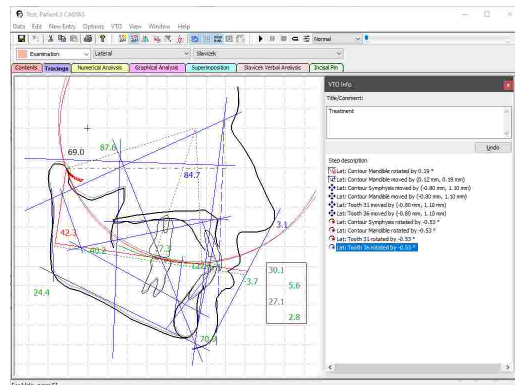 Test, Patient 3 CADIAS
Data Edit New Entry Options VTO View Window Help
Normal
Examination Lateral Slavicek
Contents Tracings Numerical Analysis Graphical Analysis Superimposition Slavicek Verbal Analysis Incisal Pin
VTO Info
Title/Comment:
Treatment
Undo
Step description
Lat: Contour Mandible rotated by 0.19 °
Lat: Contour Mandible moved by (0.12 mm, 0.19 mm)
Lat: Contour Symphysis moved by (-0.80 mm, 1.10 mm)
Lat: Contour Mandible moved by (-0.80 mm, 1.10 mm)
Lat: Tooth 31 moved by (-0.80 mm, 1.10 mm)
Lat: Tooth 36 moved by (-0.80 mm, 1.10 mm)
Lat: Contour Symphysis rotated by -0.53 °
Lat: Contour Mandible rotated by -0.53 °
Lat: Tooth 31 rotated by -0.53 °
Lat: Tooth 36 rotated by -0.53 °
69.0
87.6
84.7
42.3
3.1
-3.7
24.4
30.1
5.6
27.1
2.8